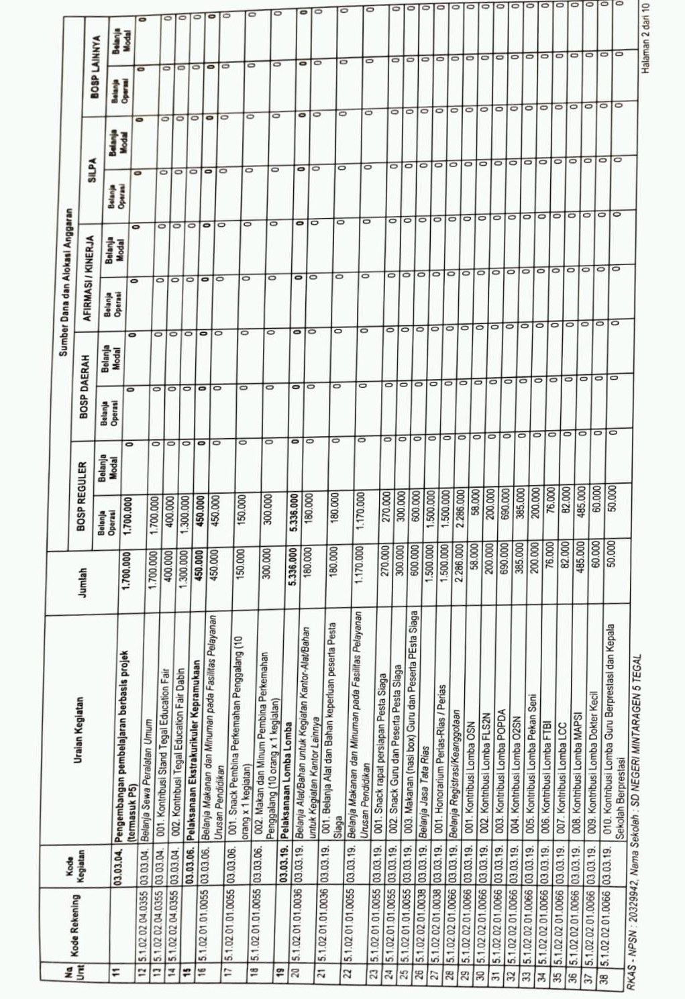 No Urut Kode Rekening Kode Kegiatan Uraian Kegiatan Jumlah Sumber Dana dan Alokasi Anggaran
BOSP REGULER BOSP DAERAH AFIRMASI / KINERJA SiLPA BOSP LAINNYA
Belanja Operasi Belanja Modal Belanja Operasi Belanja Modal Belanja Operasi Belanja Modal Belanja Operasi Belanja Modal Belanja Operasi Belanja Modal
11 03.03.04. Pengembangan pembelajaran berbasis projek 1.700.000 1.700.000 0 0 0 0 0 0 0 0 0
(termasuk P5)
12 5.1.02.02.04.0355 03.03.04. Belanja Sewa Peralatan Umum 1.700.000 1.700.000 0 0 0 0 0 0 0 0 0
13 5.1.02.02.04.0355 03.03.04. 001. Kontribusi Stand Tegal Education Fair 400.000 400.000 0 0 0 0 0 0 0 0 0
14 5.1.02.02.04.0355 03.03.04. 002. Kontribusi Tegal Education Fair Dabin 1.300.000 1.300.000 0 0 0 0 0 0 0 0 0
15 03.03.06. Pelaksanaan Ekstrakurikuler Kepramukaan 450.000 450.000 0 0 0 0 0 0 0 0 0
16 5.1.02.01.01.0055 03.03.06. Belanja Makanan dan Minuman pada Fasilitas Pelayanan 450.000 450.000 0 0 0 0 0 0 0 0 0
Urusan Pendidikan
17 5.1.02.01.01.0055 03.03.06. 001. Snack Pembina Perkemahan Penggalang (10 150.000 150.000 0 0 0 0 0 0 0 0 0
orang x 1 kegiatan)
18 5.1.02.01.01.0055 03.03.06. 002. Makan dan Minum Pembina Perkemahan 300.000 300.000 0 0 0 0 0 0 0 0 0
Penggalang (10 orang x 1 kegiatan)
19 03.03.19. Pelaksanaan Lomba Lomba 5.336.000 5.336.000 0 0 0 0 0 0 0 0 0
20 5.1.02.01.01.0036 03.03.19. Belanja Alat/Bahan untuk Kegiatan Kantor-Alat/Bahan 180.000 180.000 0 0 0 0 0 0 0 0 0
untuk Kegiatan Kantor Lainnya
21 5.1.02.01.01.0036 03.03.19. 001. Belanja Alat dan Bahan keperluan peserta Pesta 180.000 180.000 0 0 0 0 0 0 0 0 0
Siaga
22 5.1.02.01.01.0055 03.03.19. Belanja Makanan dan Minuman pada Fasilitas Pelayanan 1.170.000 1.170.000 0 0 0 0 0 0 0 0 0
Urusan Pendidikan
23 5.1.02.01.01.0055 03.03.19. 001. Snack rapat persiapan Pesta Siaga 270.000 270.000 0 0 0 0 0 0 0 0 0
24 5.1.02.01.01.0055 03.03.19. 002. Snack Guru dan Peserta Pesta Siaga 300.000 300.000 0 0 0 0 0 0 0 0 0
25 5.1.02.01.01.0055 03.03.19. 003. Makanan (nasi box) Guru dan Peserta PEsta Siaga 600.000 600.000 0 0 0 0 0 0 0 0 0
26 5.1.02.02.01.0038 03.03.19. Belanja Jasa Tata Rias 1.500.000 1.500.000 0 0 0 0 0 0 0 0 0
27 5.1.02.02.01.0038 03.03.19. 001. Honorarium Perias-Rias / Perias 1.500.000 1.500.000 0 0 0 0 0 0 0 0 0
28 5.1.02.02.01.0066 03.03.19. Belanja Registrasi/Keanggotaan 2.286.000 2.286.000 0 0 0 0 0 0 0 0 0
29 5.1.02.02.01.0066 03.03.19. 001. Kontribusi Lomba OSN 58.000 58.000 0 0 0 0 0 0 0 0 0
30 5.1.02.02.01.0066 03.03.19. 002. Kontribusi Lomba FLS2N 200.000 200.000 0 0 0 0 0 0 0 0 0
31 5.1.02.02.01.0066 03.03.19. 003. Kontribusi Lomba POPDA 690.000 690.000 0 0 0 0 0 0 0 0 0
32 5.1.02.02.01.0066 03.03.19. 004. Kontribusi Lomba O2SN 385.000 385.000 0 0 0 0 0 0 0 0 0
33 5.1.02.02.01.0066 03.03.19. 005. Kontribusi Lomba Pekan Seni 200.000 200.000 0 0 0 0 0 0 0 0 0
34 5.1.02.02.01.0066 03.03.19. 006. Kontribusi Lomba FTBI 76.000 76.000 0 0 0 0 0 0 0 0 0
35 5.1.02.02.01.0066 03.03.19. 007. Kontribusi Lomba LCC 82.000 82.000 0 0 0 0 0 0 0 0 0
36 5.1.02.02.01.0066 03.03.19. 008. Kontribusi Lomba MAPSI 485.000 485.000 0 0 0 0 0 0 0 0 0
37 5.1.02.02.01.0066 03.03.19. 009. Kontribusi Lomba Dokter Kecil 60.000 60.000 0 0 0 0 0 0 0 0 0
38 5.1.02.02.01.0066 03.03.19. 010. Kontribusi Lomba Guru Berprestasi dan Kepala 50.000 50.000 0 0 0 0 0 0 0 0 0
Sekolah Berprestasi
RKAS - NPSN : 20329942, Nama Sekolah : SD NEGERI MINTARAGEN 5 TEGAL
Halaman 2 dari 10